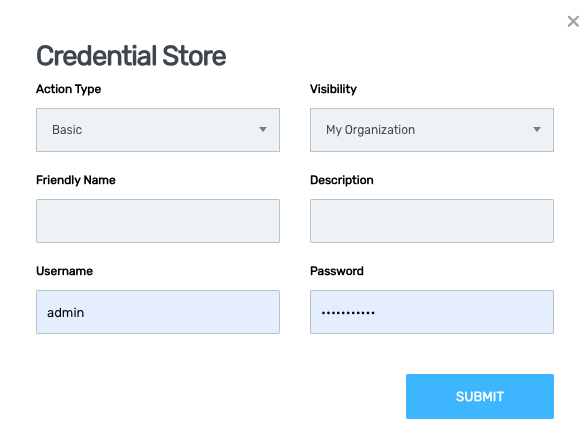 Credential Store
Action Type
Visibility
Basic
My Organization
Friendly Name
Description
Username
Password
admin
•••••••••••
SUBMIT